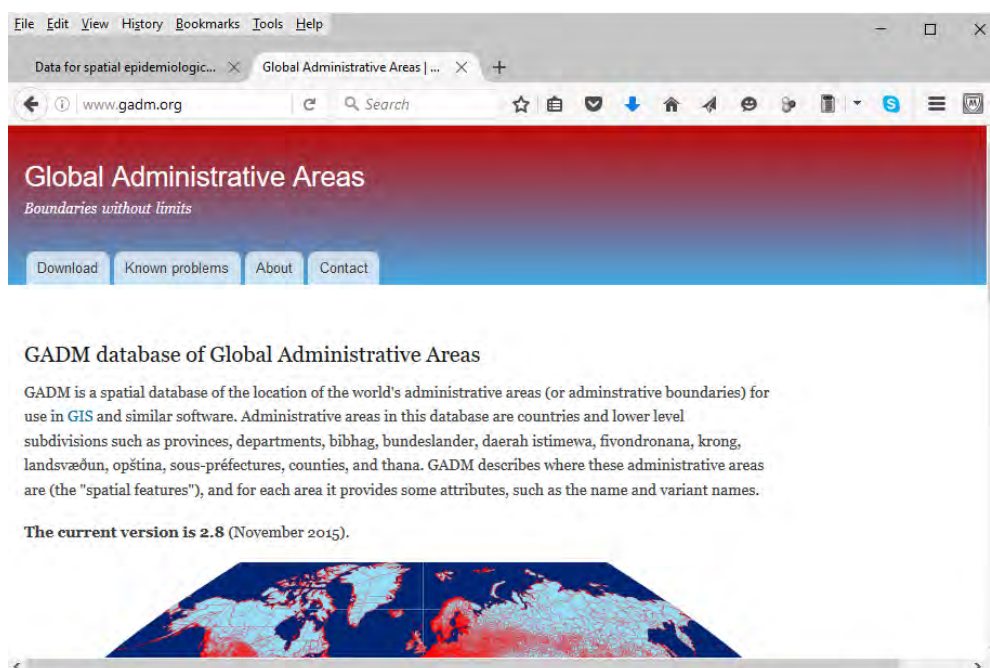 File Edit View History Bookmarks Tools Help
Data for spatial epidemiologic... Global Administrative Areas | ...
www.gadm.org Search
Global Administrative Areas
Boundaries without limits
Download Known problems About Contact
GADM database of Global Administrative Areas
GADM is a spatial database of the location of the world's administrative areas (or adminstrative boundaries) for
use in GIS and similar software. Administrative areas in this database are countries and lower level
subdivisions such as provinces, departments, bibhag, bundeslander, daerah istimewa, fivondronana, krong,
landsvæðun, opština, sous-préfectures, counties, and thana. GADM describes where these administrative areas
are (the "spatial features"), and for each area it provides some attributes, such as the name and variant names.
The current version is 2.8 (November 2015).